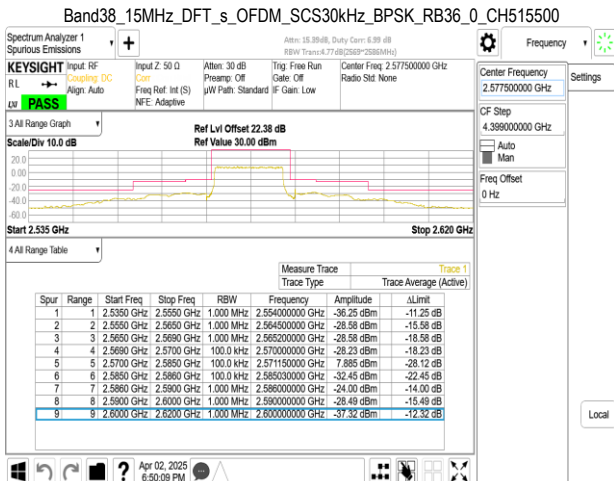 Band38_15MHz_DFT_s_OFDM_SCS30kHz_BPSK_RB36_0_CH515500
Spectrum Analyzer 1
Spurious Emissions
Attn: 15.39dB, Duty Corr: 6.99 dB
RBW Trans:4.77dB(2569~2586MHz)
Frequency
KEYSIGHT
RL
PASS
Input: RF
Coupling: DC
Align: Auto
Input Z: 50 Ω
Corr
Freq Ref: Int (S)
NFE: Adaptive
Atten: 30 dB
Preamp: Off
µW Path: Standard
Trig: Free Run
Gate: Off
IF Gain: Low
Center Freq: 2.577500000 GHz
Radio Std: None
Center Frequency
2.577500000 GHz
Settings
CF Step
4.399000000 GHz
Auto
Man
Freq Offset
0 Hz
Local
3 All Range Graph
Scale/Div 10.0 dB
Ref Lvl Offset 22.38 dB
Ref Value 30.00 dBm
20.0
0.00
-20.0
-40.0
-60.0
Start 2.535 GHz
Stop 2.620 GHz
4 All Range Table
Measure Trace Trace 1
Trace Type Trace Average (Active)
Spur Range Start Freq Stop Freq RBW Frequency Amplitude ΔLimit
1 1 2.5350 GHz 2.5550 GHz 1.000 MHz 2.554000000 GHz -36.25 dBm -11.25 dB
2 2 2.5550 GHz 2.5650 GHz 1.000 MHz 2.564500000 GHz -28.58 dBm -15.58 dB
3 3 2.5650 GHz 2.5690 GHz 1.000 MHz 2.565200000 GHz -28.58 dBm -18.58 dB
4 4 2.5690 GHz 2.5700 GHz 100.0 kHz 2.570000000 GHz -28.23 dBm -18.23 dB
5 5 2.5700 GHz 2.5850 GHz 100.0 kHz 2.571150000 GHz 7.885 dBm -28.12 dB
6 6 2.5850 GHz 2.5860 GHz 100.0 kHz 2.585030000 GHz -32.45 dBm -22.45 dB
7 7 2.5860 GHz 2.5900 GHz 1.000 MHz 2.586000000 GHz -24.00 dBm -14.00 dB
8 8 2.5900 GHz 2.6000 GHz 1.000 MHz 2.590000000 GHz -28.49 dBm -15.49 dB
9 9 2.6000 GHz 2.6200 GHz 1.000 MHz 2.600000000 GHz -37.32 dBm -12.32 dB
Apr 02, 2025
6:50:09 PM